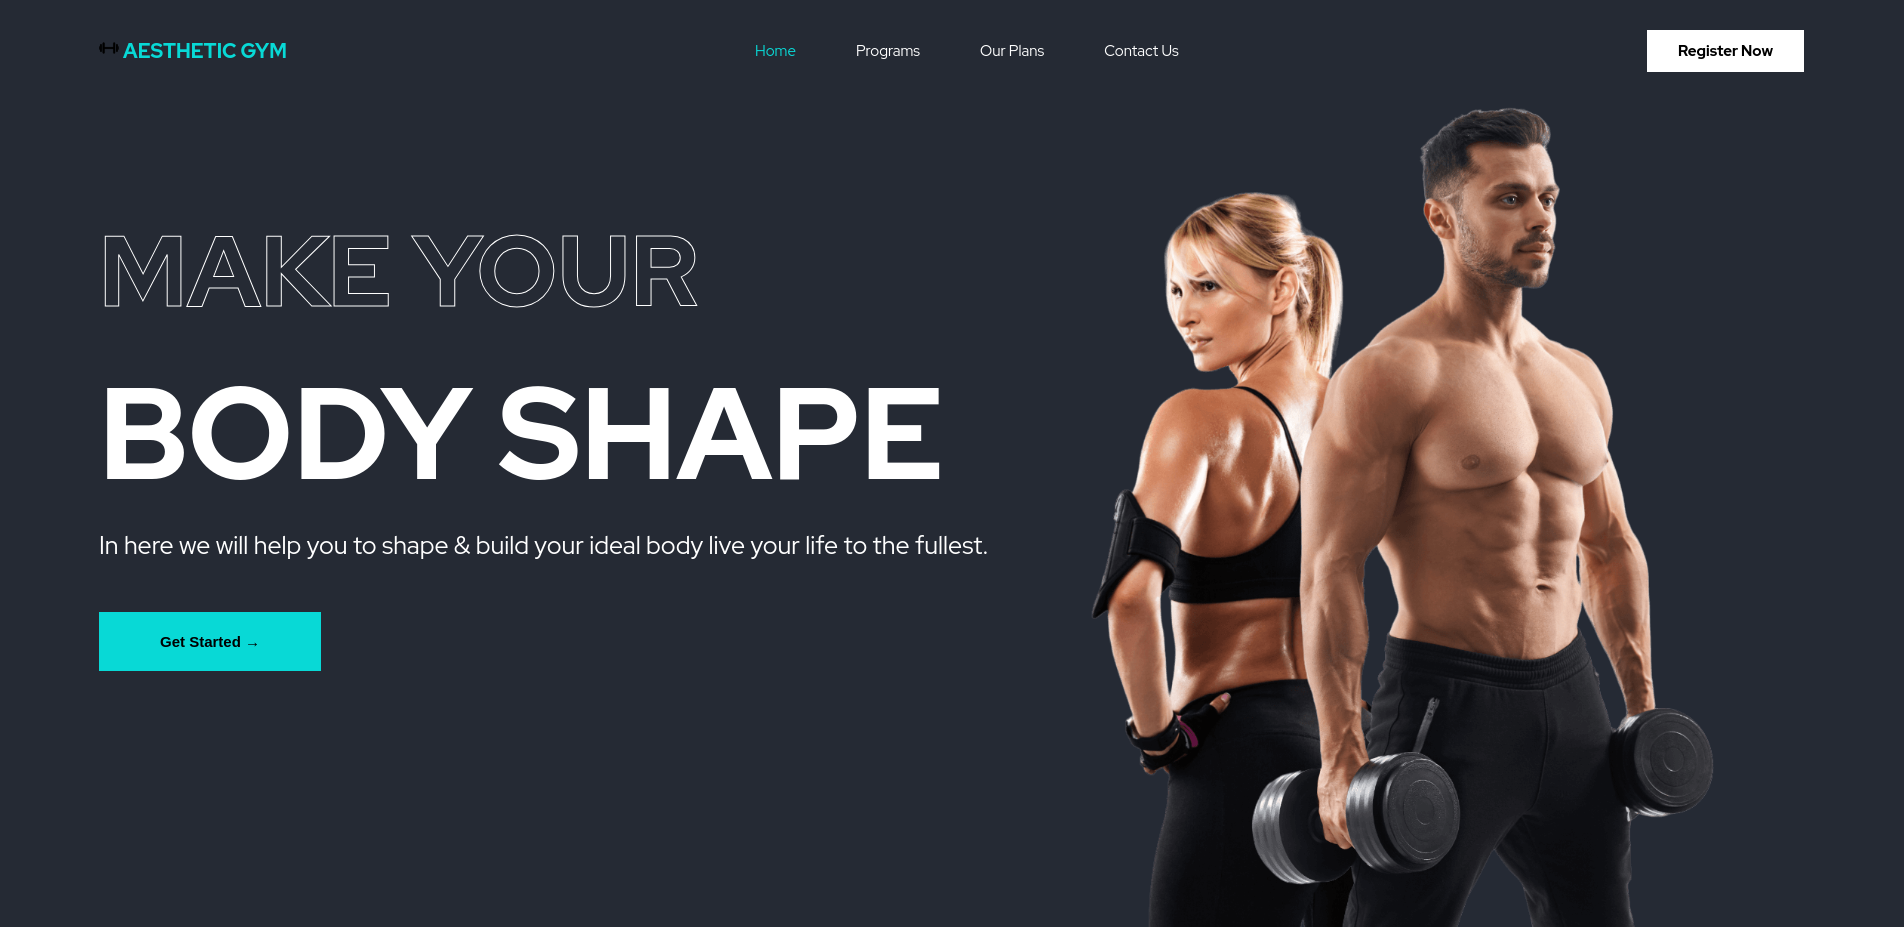 AESTHETIC GYM
Home
Programs
Our Plans
Contact Us
Register Now
MAKE YOUR
BODY SHAPE
In here we will help you to shape & build your ideal body live your life to the fullest.
Get Started →